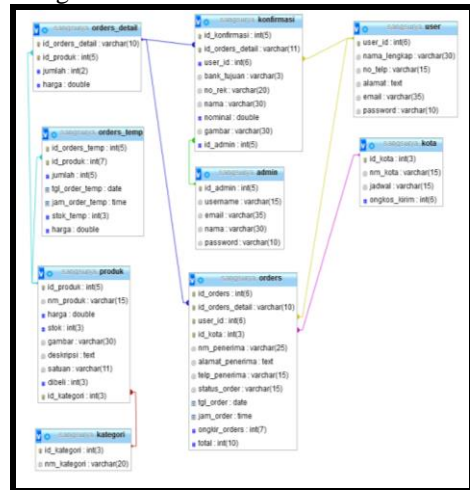 orders_detail
id_orders_detail : varchar(10)
id_produk : int(5)
jumlah : int(2)
harga : double
konfirmasi
id_konfirmasi : int(5)
id_orders_detail : varchar(11)
user_id : int(6)
bank_tujuan : varchar(3)
no_rek : varchar(20)
nama : varchar(30)
nominal : double
gambar : varchar(30)
id_admin : int(5)
user
user_id : int(6)
nama_lengkap : varchar(30)
no_telp : varchar(15)
alamat : text
email : varchar(35)
password : varchar(10)
orders_temp
id_orders_temp : int(5)
id_produk : int(7)
jumlah : int(5)
tgl_order_temp : date
jam_order_temp : time
stok_temp : int(3)
harga : double
admin
id_admin : int(5)
username : varchar(15)
email : varchar(35)
nama : varchar(30)
password : varchar(10)
kota
id_kota : int(3)
nm_kota : varchar(15)
jadwal : varchar(15)
ongkos_kirim : int(6)
produk
id_produk : int(5)
nm_produk : varchar(15)
harga : double
stok : int(3)
gambar : varchar(30)
deskripsi : text
satuan : varchar(11)
dibeli : int(3)
id_kategori : int(3)
orders
id_orders : int(6)
id_orders_detail : varchar(10)
user_id : int(6)
id_kota : int(3)
nm_penerima : varchar(25)
alamat_penerima : text
telp_penerima : varchar(15)
status_order : varchar(15)
tgl_order : date
jam_order : time
ongkir_orders : int(7)
total : int(10)
kategori
id_kategori : int(3)
nm_kategori : varchar(20)